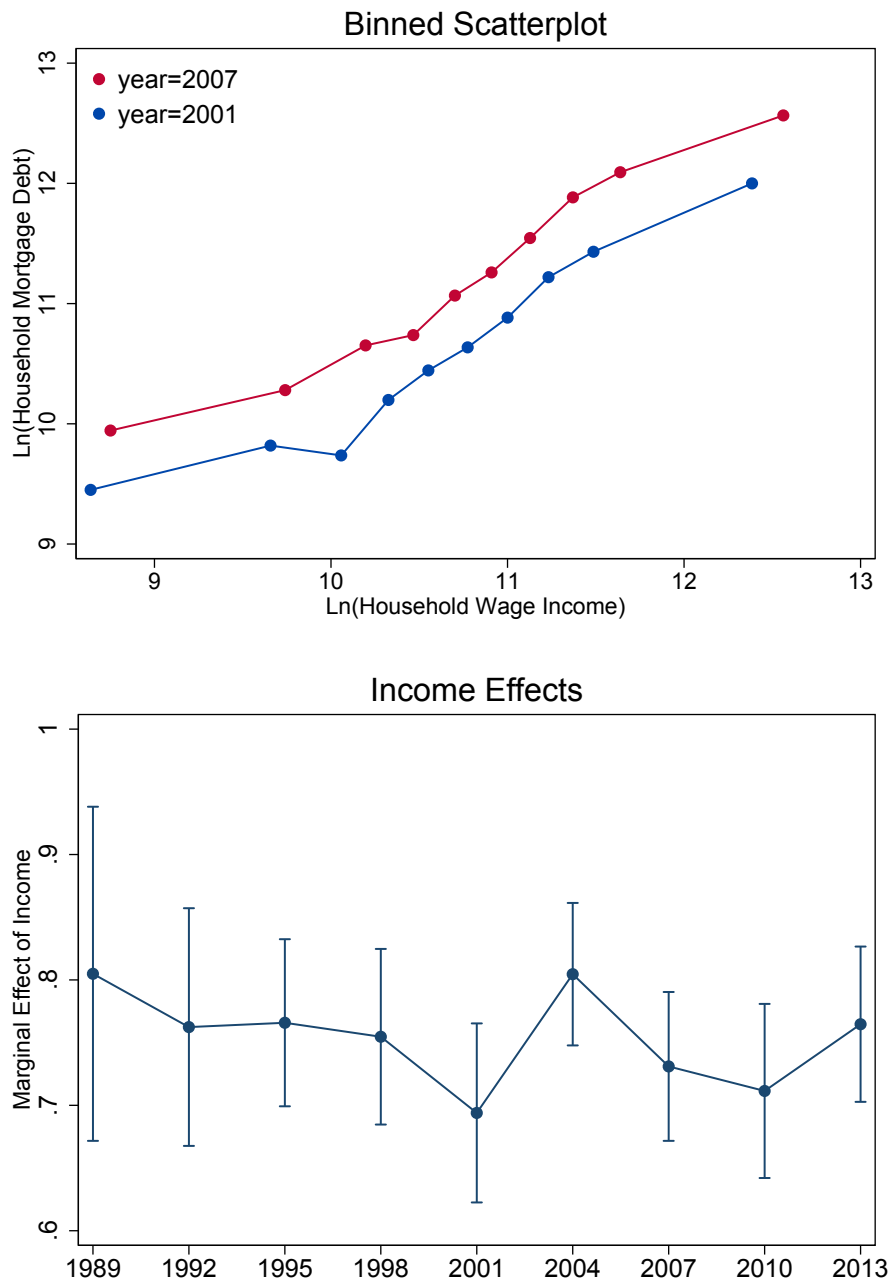 Binned Scatterplot
year=2007
year=2001
Ln(Household Mortgage Debt)
13
12
11
10
9
9 10 11 12 13
Ln(Household Wage Income)
Income Effects
Marginal Effect of Income
1
.9
.8
.7
.6
1989 1992 1995 1998 2001 2004 2007 2010 2013